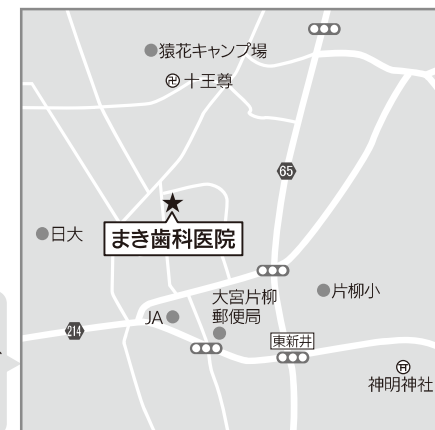 猿花キャンプ場
十王尊
65
まき歯科医院
日大
大宮片柳
郵便局
片柳小
JA
214
東新井
神明神社